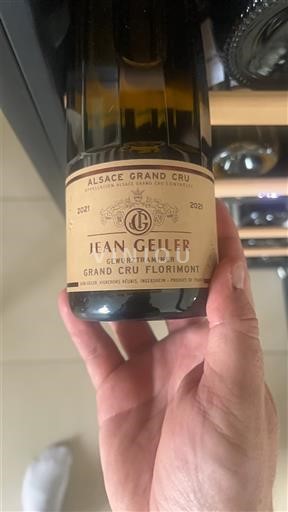 ALSACE GRAND CRU
APPELLATION ALSACE GRAND CRU CONTRÔLÉE
2021 2021
JG
JEAN GEILER
GEWURZTRAMINER
GRAND CRU FLORIMONT
JEAN GEILER, VIGNERONS RÉUNIS, INGERSHEIM - PRODUCT OF FRANCE